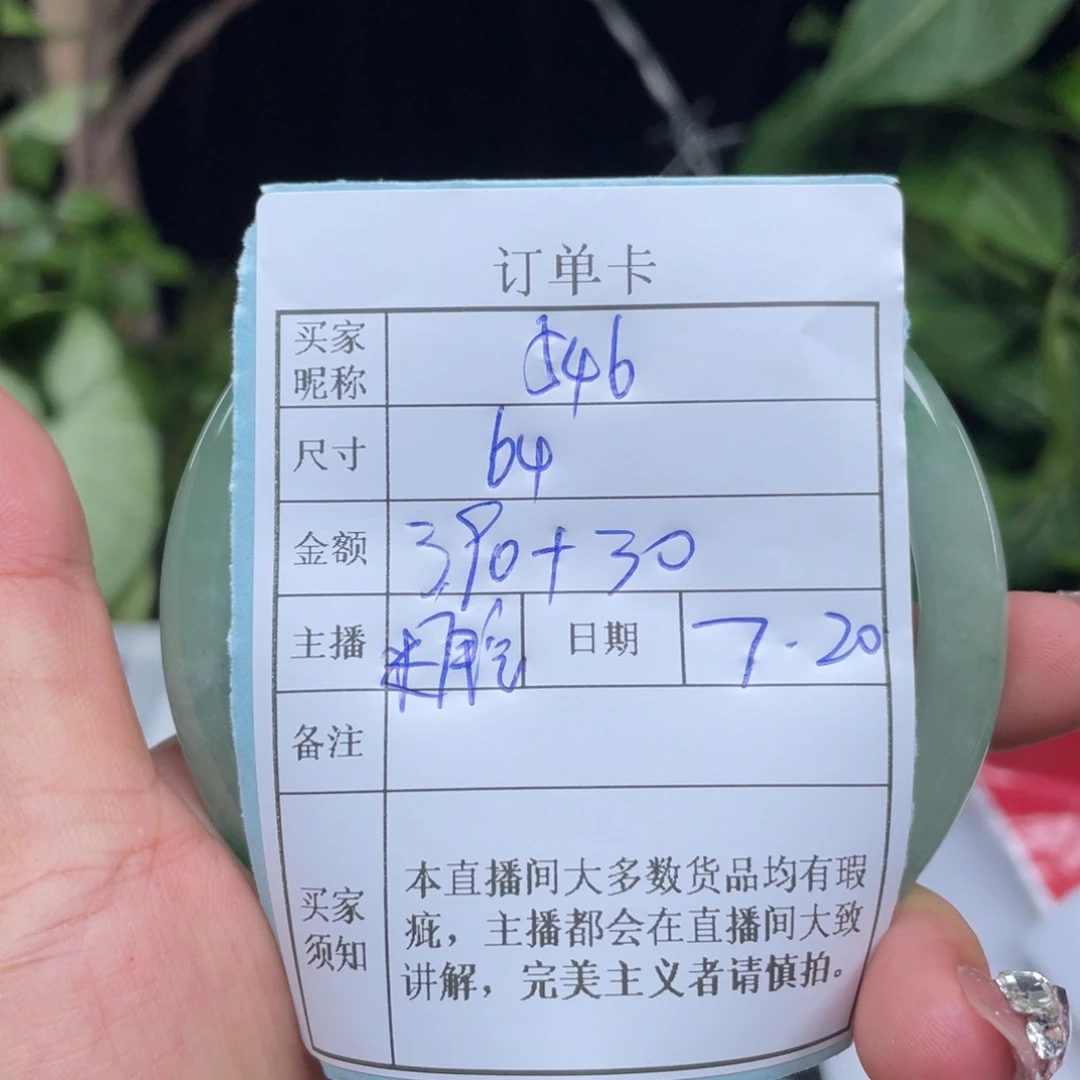 订单卡
买家昵称 546
尺寸 64
金额 390+30
主播 日期 7-20
备注
买家须知
本直播间大多数货品均有瑕
疵，主播都会在直播间大致
讲解，完美主义者请慎拍。